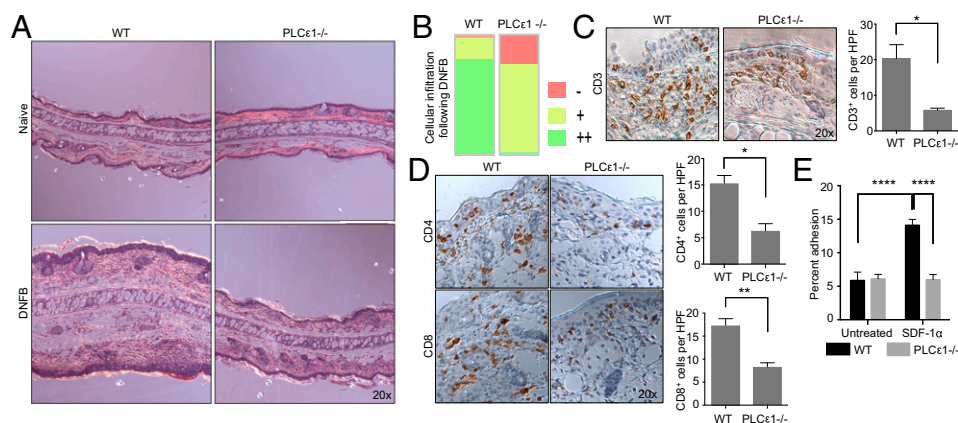 A
WT
PLCε1-/-
Naive
DNFB
20x
B
WT PLCε1 -/-
Cellular infiltration
following DNFB
-
+
++
C
WT
PLCε1-/-
CD3
20x
CD3+ cells per HPF
30
20
10
0
*
WT PLCε1-/-
D
WT
PLCε1-/-
CD4
CD8
20x
CD4+ cells per HPF
20
15
10
5
0
*
WT PLCε1-/-
CD8+ cells per HPF
20
15
10
5
0
**
WT PLCε1-/-
E
Percent adhesion
20
15
10
5
0
**** ****
Untreated SDF-1α
WT PLCε1-/-